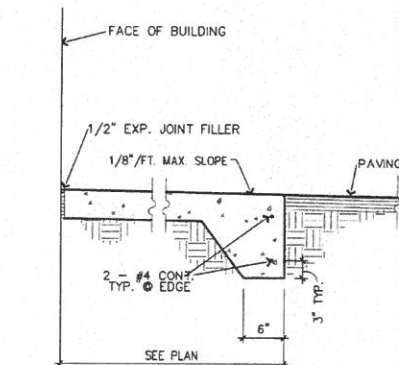 FACE OF BUILDING
1/2" EXP. JOINT FILLER
1/8"/FT. MAX. SLOPE
PAVING
2 - #4 CONT.
TYP. @ EDGE
6"
3" TYP.
SEE PLAN